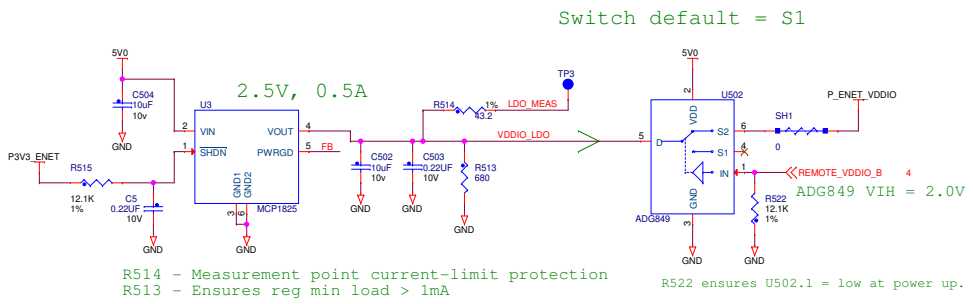 Switch default = S1
5V0
C504
10uF
10v
GND
2.5V, 0.5A
U3
2
VIN
1
SHDN
VOUT
4
PWRGD
5
FB
GND1
GND2
3
6
MCP1825
GND
P3V3_ENET
R515
12.1K
1%
C5
0.22UF
10V
GND
C502
10uF
10V
GND
C503
0.22UF
10V
GND
R514
1%
43.2
LDO_MEAS
TP3
R513
680
GND
VDDIO_LDO
5V0
U502
2
VDD
5
D
S2
6
S1
4
IN
1
GND
3
ADG849
GND
SH1
0
P_ENET_VDDIO
REMOTE_VDDIO_B 4
ADG849 VIH = 2.0V
R522
12.1K
1%
GND
R514 - Measurement point current-limit protection
R513 - Ensures reg min load > 1mA
R522 ensures U502.1 = low at power up.